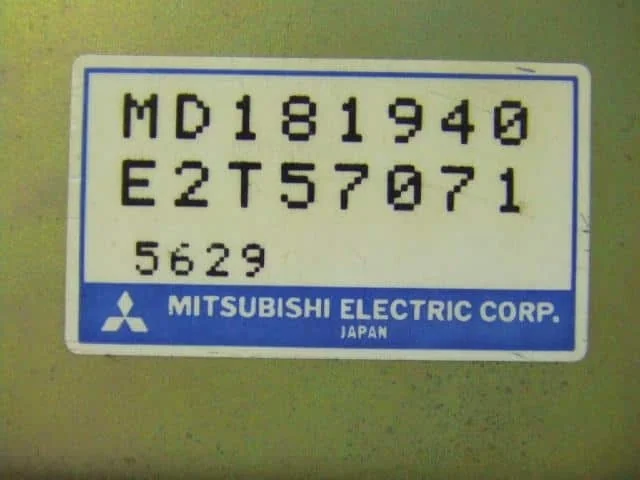 MD181940
E2T57071
5629
MITSUBISHI ELECTRIC CORP.
JAPAN